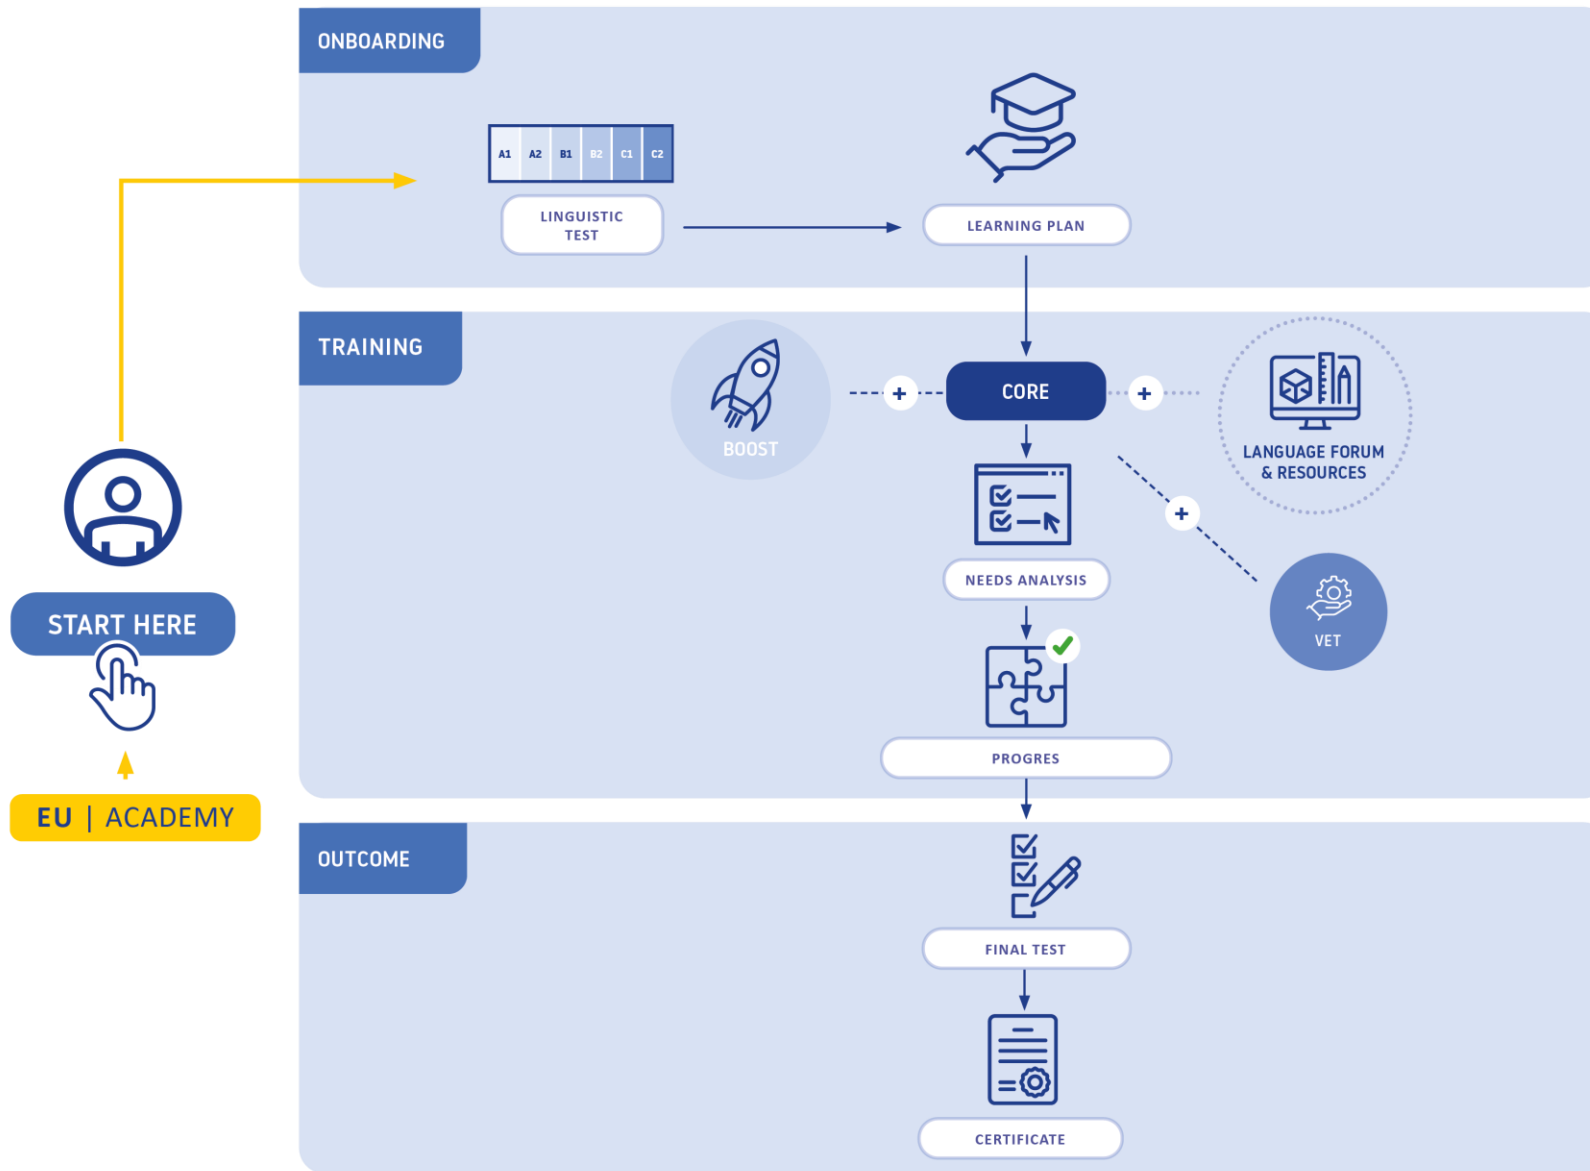 ONBOARDING
A1 A2 B1 B2 C1 C2
LINGUISTIC
TEST
LEARNING PLAN
TRAINING
BOOST
CORE
LANGUAGE FORUM
& RESOURCES
NEEDS ANALYSIS
VET
PROGRES
START HERE
EU | ACADEMY
OUTCOME
FINAL TEST
CERTIFICATE